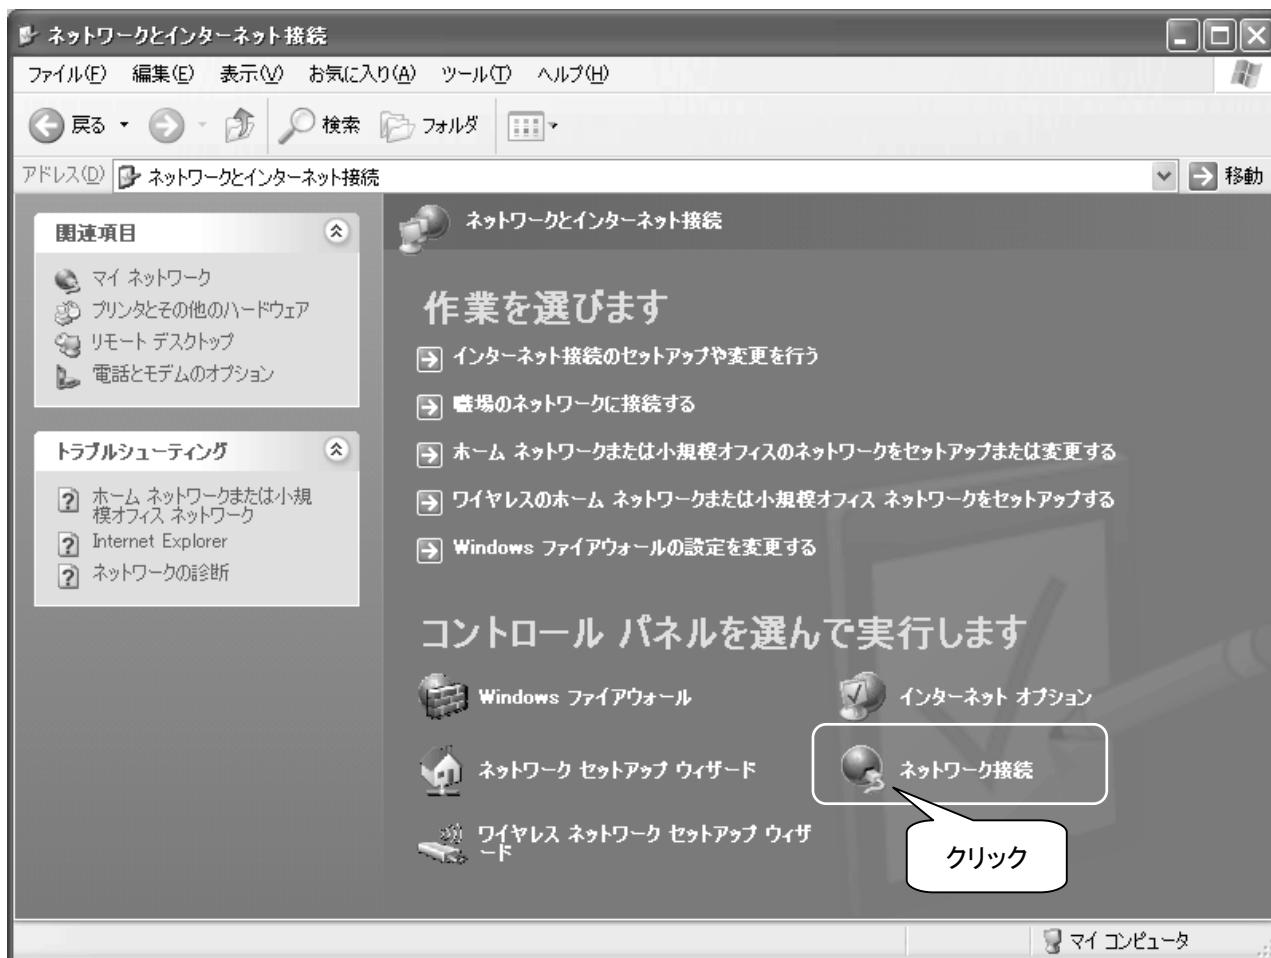 ネットワークとインターネット接続
ファイル(F) 編集(E) 表示(V) お気に入り(A) ツール(T) ヘルプ(H)
戻る 検索 フォルダ
アドレス(D) ネットワークとインターネット接続 移動
関連項目
マイ ネットワーク
プリンタとその他のハードウェア
リモート デスクトップ
電話とモデムのオプション
トラブルシューティング
ホーム ネットワークまたは小規
模オフィス ネットワーク
Internet Explorer
ネットワークの診断
ネットワークとインターネット接続
作業を選びます
インターネット接続のセットアップや変更を行う
職場のネットワークに接続する
ホーム ネットワークまたは小規模オフィスのネットワークをセットアップまたは変更する
ワイヤレスのホーム ネットワークまたは小規模オフィス ネットワークをセットアップする
Windows ファイアウォールの設定を変更する
コントロール パネルを選んで実行します
Windows ファイアウォール
インターネット オプション
ネットワーク セットアップ ウィザード
ネットワーク接続
ワイヤレス ネットワーク セットアップ ウィザ
ード
クリック
マイ コンピュータ